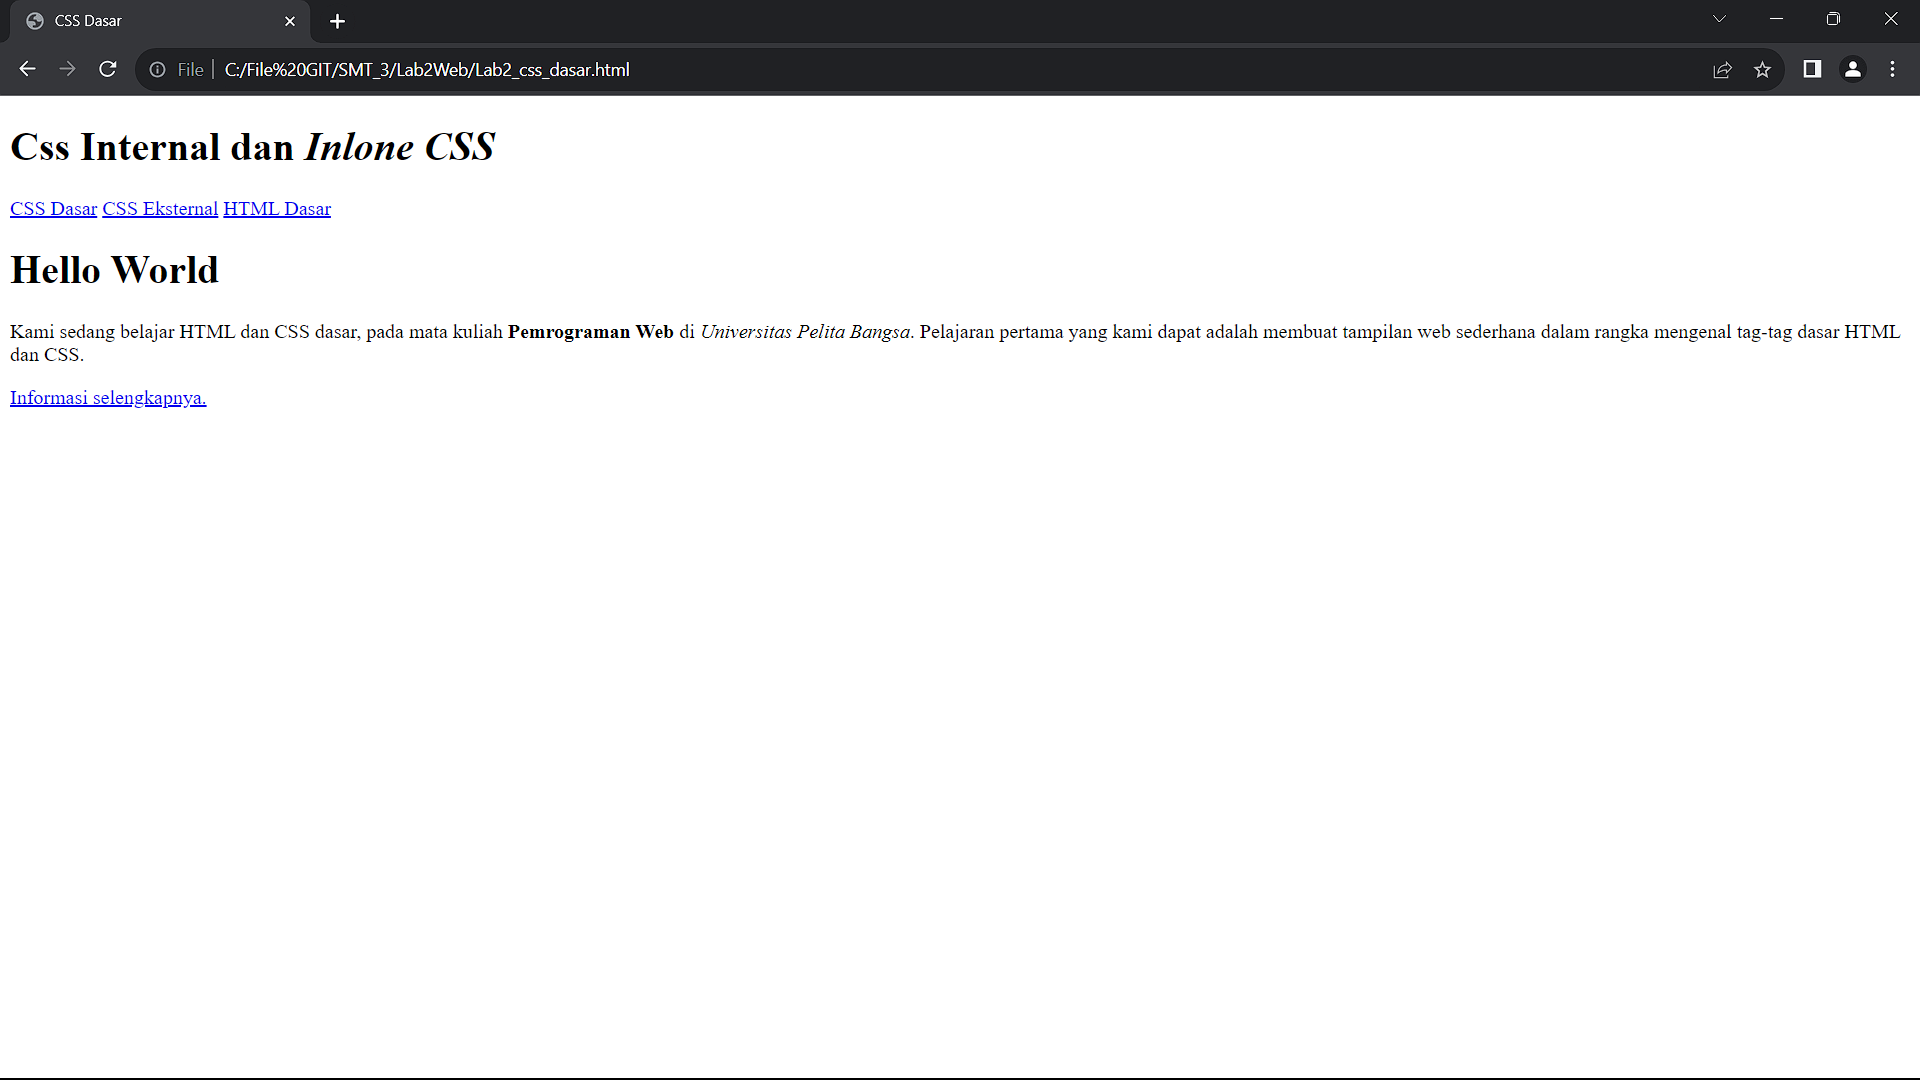 CSS Dasar
File
C:/File%20GIT/SMT_3/Lab2Web/Lab2_css_dasar.html
Css Internal dan Inlone CSS
CSS Dasar CSS Eksternal HTML Dasar
Hello World
Kami sedang belajar HTML dan CSS dasar, pada mata kuliah Pemrograman Web di Universitas Pelita Bangsa. Pelajaran pertama yang kami dapat adalah membuat tampilan web sederhana dalam rangka mengenal tag-tag dasar HTML
dan CSS.
Informasi selengkapnya.